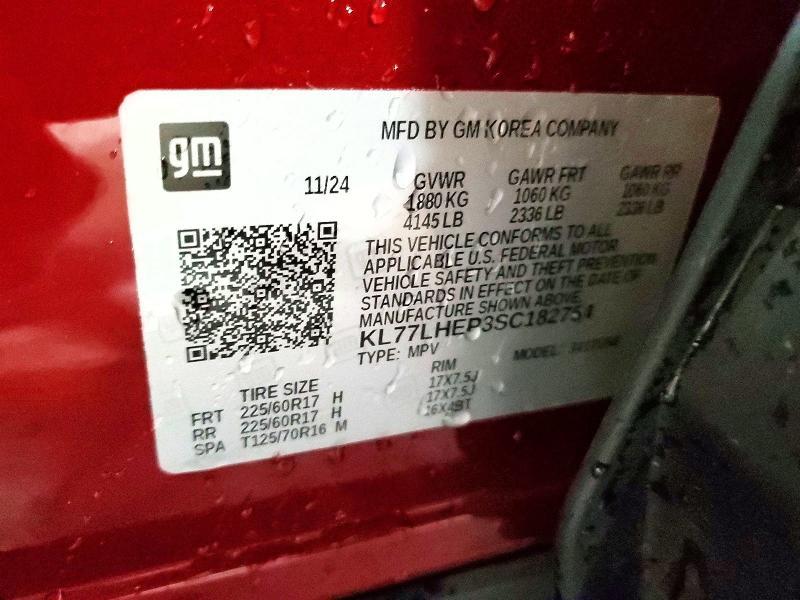 gm
MFD BY GM KOREA COMPANY
11/24
GVWR GAWR FRT GAWR RR
1880 KG 1060 KG 1060 KG
4145 LB 2336 LB 2336 LB
THIS VEHICLE CONFORMS TO ALL
APPLICABLE U.S. FEDERAL MOTOR
VEHICLE SAFETY AND THEFT PREVENTION
STANDARDS IN EFFECT ON THE DATE OF
MANUFACTURE SHOWN ABOVE.
KL77LHEP3SC182754
TYPE: MPV MODEL:
TIRE SIZE RIM
FRT 225/60R17 H 17X7.5J
RR 225/60R17 H 17X7.5J
SPA T125/70R16 M 16X4BT